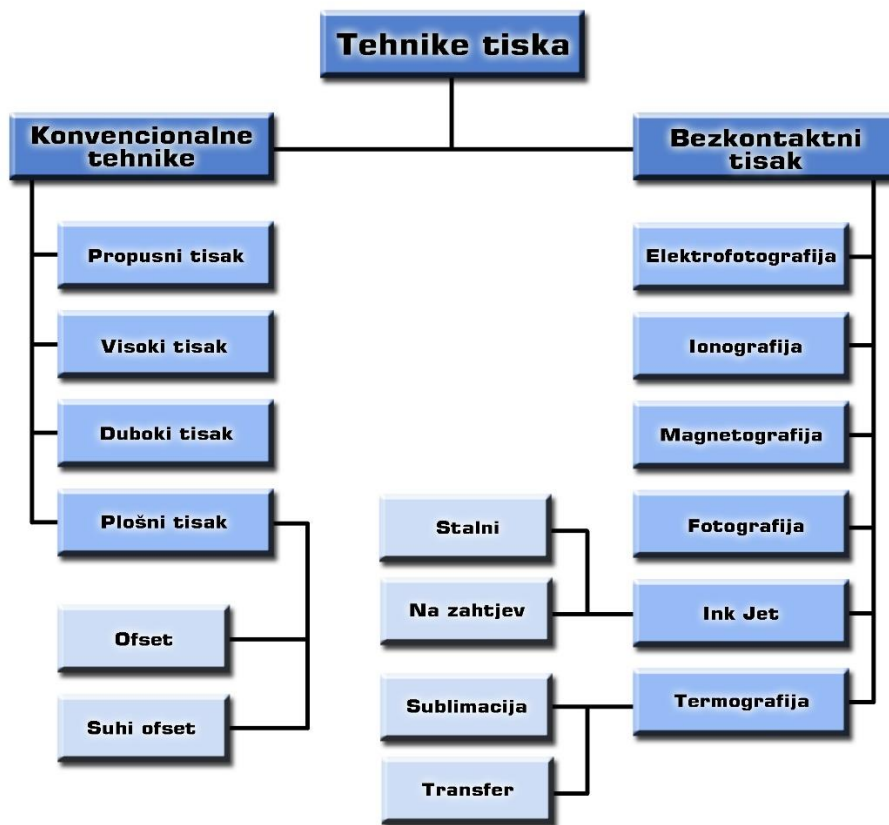 Tehnike tiska
Konvencionalne
tehnike
Bezkontaktni
tisak
Propusni tisak
Visoki tisak
Duboki tisak
Plošni tisak
Ofset
Suhi ofset
Elektrofotografija
Ionografija
Magnetografija
Fotografija
Ink Jet
Termografija
Stalni
Na zahtjev
Sublimacija
Transfer